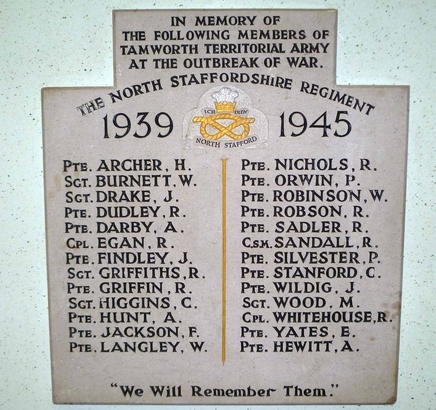 IN MEMORY OF
THE FOLLOWING MEMBERS OF
TAMWORTH TERRITORIAL ARMY
AT THE OUTBREAK OF WAR.
THE NORTH STAFFORDSHIRE REGIMENT
1939 1945
ICH DIEN
NORTH STAFFORD
PTE. ARCHER, H.
SGT. BURNETT, W.
SGT. DRAKE, J.
PTE. DUDLEY, R.
PTE. DARBY, A.
CPL. EGAN, R.
PTE. FINDLEY, J.
SGT. GRIFFITHS, R.
PTE. GRIFFIN, R.
SGT. HIGGINS, C.
PTE. HUNT, A.
PTE. JACKSON, F.
PTE. LANGLEY, W.
PTE. NICHOLS, R.
PTE. ORWIN, P.
PTE. ROBINSON, W.
PTE. ROBSON, R.
PTE. SADLER, R.
C.S.M. SANDALL, R.
PTE. SILVESTER, P.
PTE. STANFORD, C.
PTE. WILDIG, J.
SGT. WOOD, M.
CPL. WHITEHOUSE, R.
PTE. YATES, E.
PTE. HEWITT, A.
"We Will Remember Them."